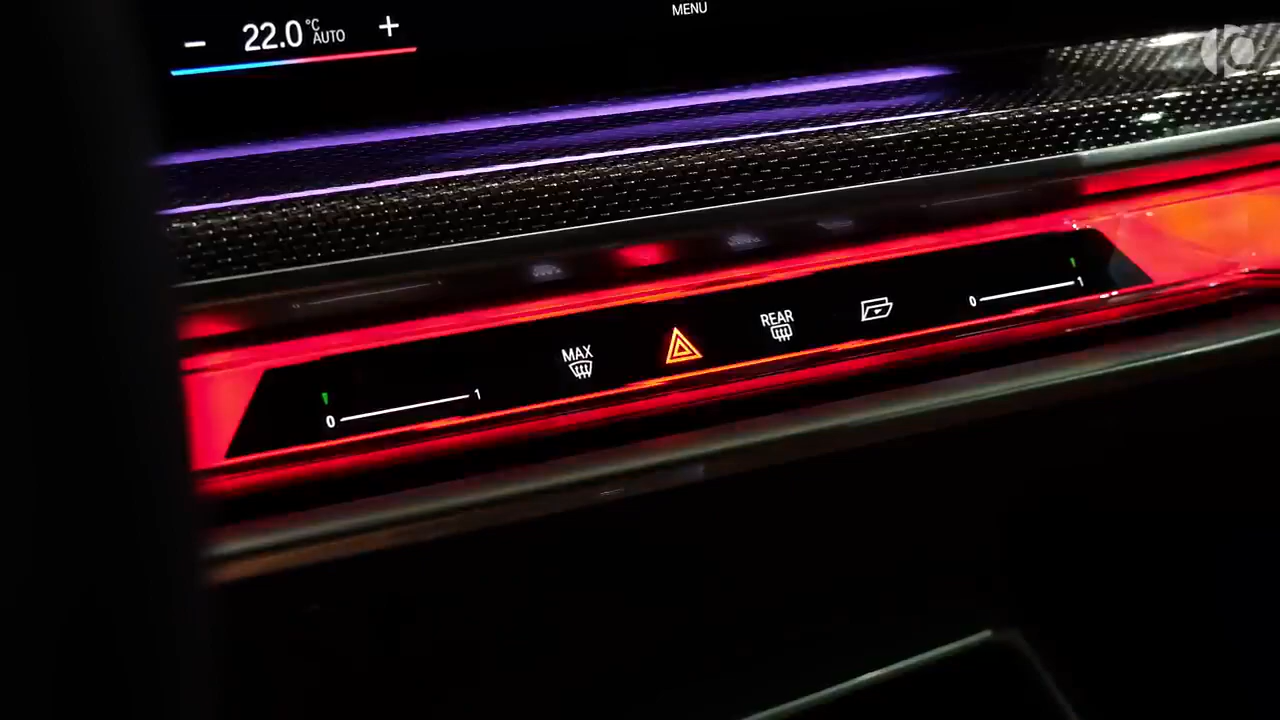 MENU
− 22.0 °C AUTO +
MAX
REAR
0 1
0 1